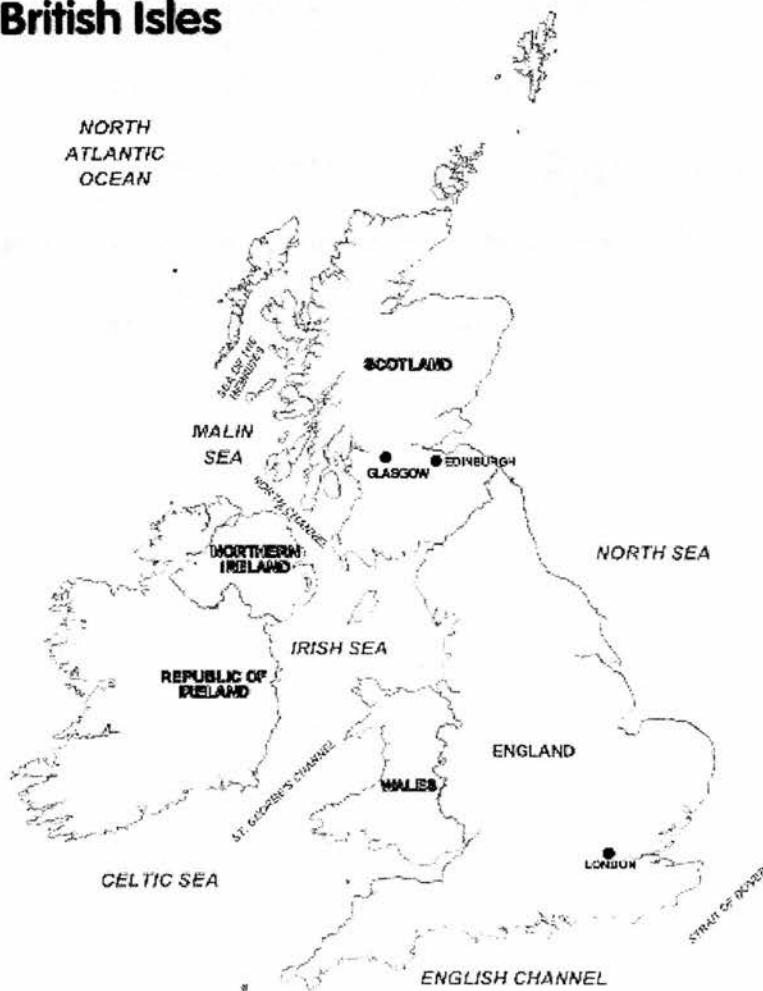 British Isles
NORTH
ATLANTIC
OCEAN
SEA OF THE
HEBRIDES
SCOTLAND
MALIN
SEA
GLASGOW
EDINBURGH
NORTH CHANNEL
NORTHERN
IRELAND
NORTH SEA
IRISH SEA
REPUBLIC OF
IRELAND
ENGLAND
WALES
ST. GEORGE'S CHANNEL
LONDON
CELTIC SEA
STRAIT OF DOVER
ENGLISH CHANNEL